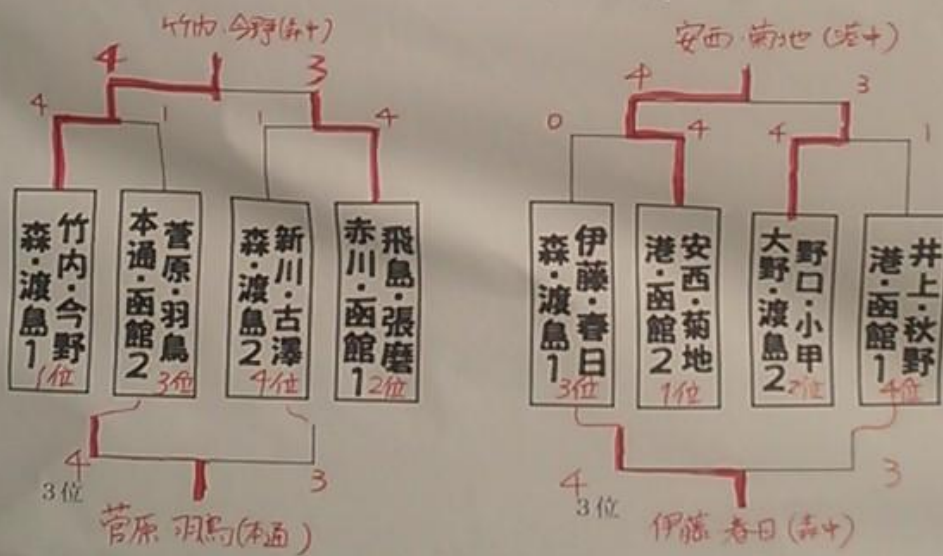 竹内・今野(森中)
4 3
4 1 1 4
竹内・今野
森・渡島1
1位
菅原・羽鳥
本通・函館2
3位
新川・古澤
森・渡島2
4位
飛島・張磨
赤川・函館1
2位
4 3
3位
菅原 羽鳥(本通)
安西・菊地(港中)
4 3
0 4 4 1
伊藤・春日
森・渡島1
3位
安西・菊地
港・函館2
1位
野口・小甲
大野・渡島2
2位
井上・秋野
港・函館1
4位
4 3
3位
伊藤 春日(森中)